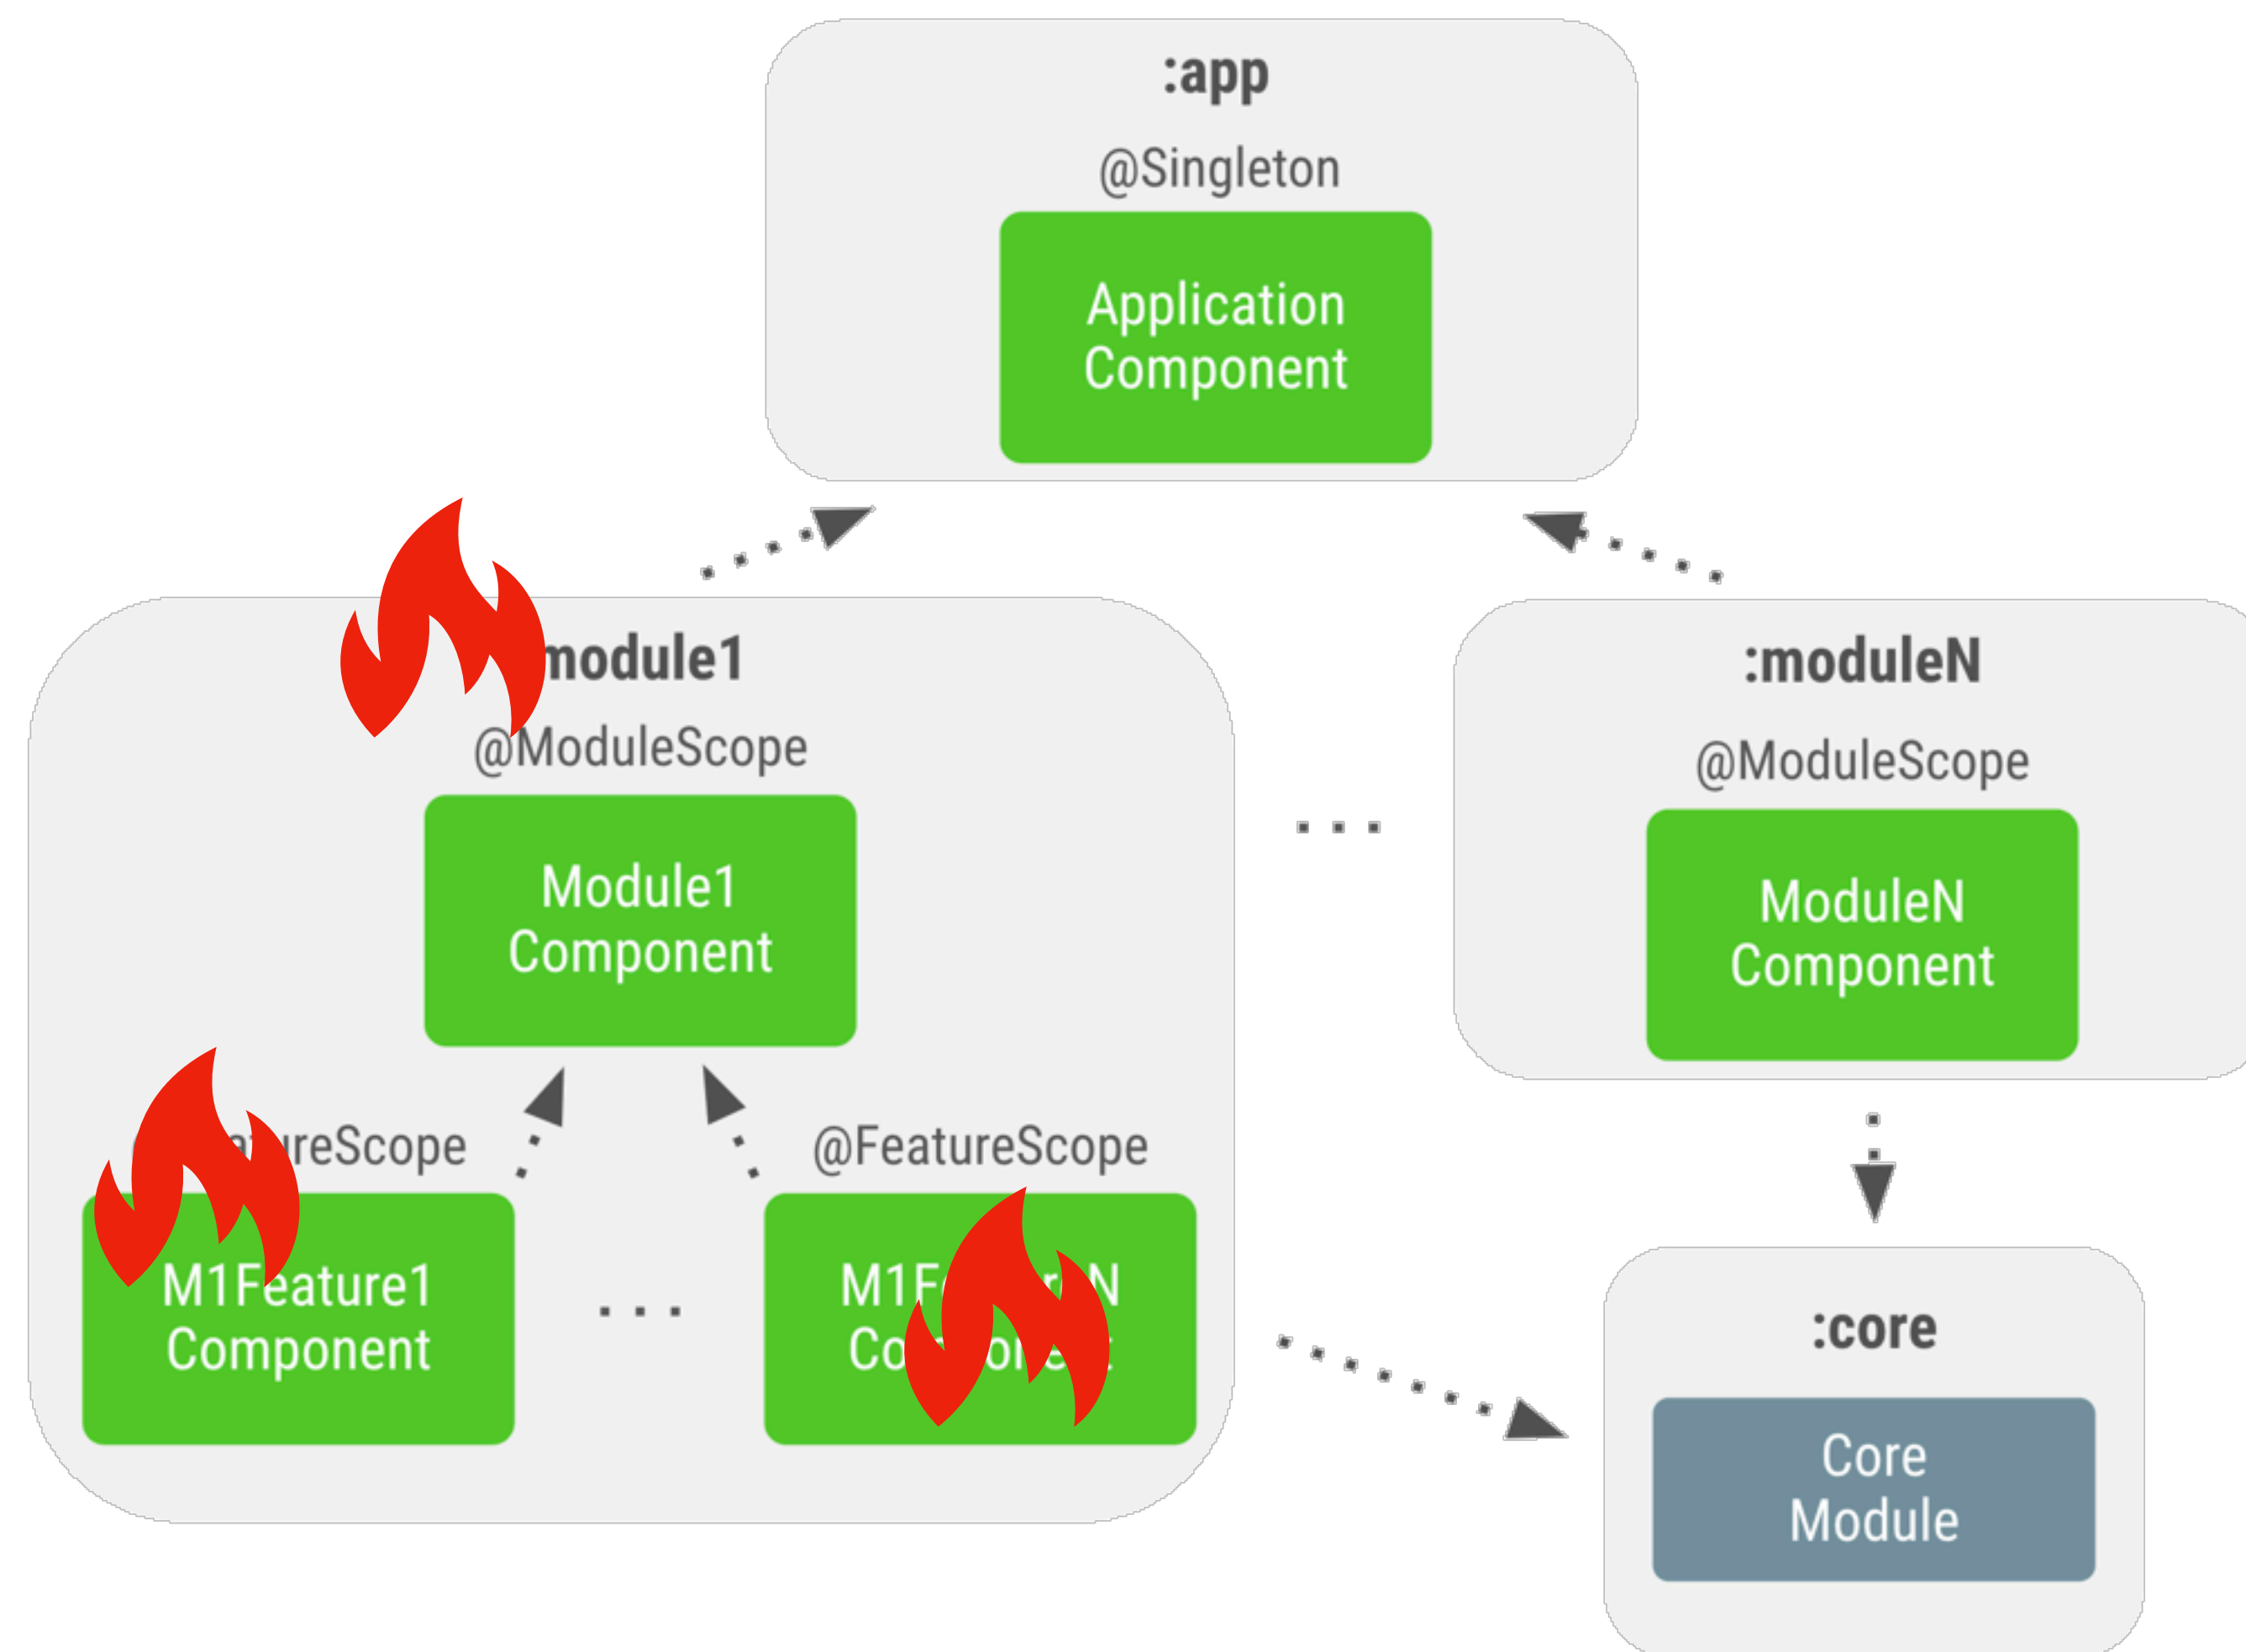 :app
@Singleton
Application
Component
module1
@ModuleScope
Module1
Component
. . .
:moduleN
@ModuleScope
ModuleN
Component
@FeatureScope
M1Feature1
Component
. . .
:core
Core
Module